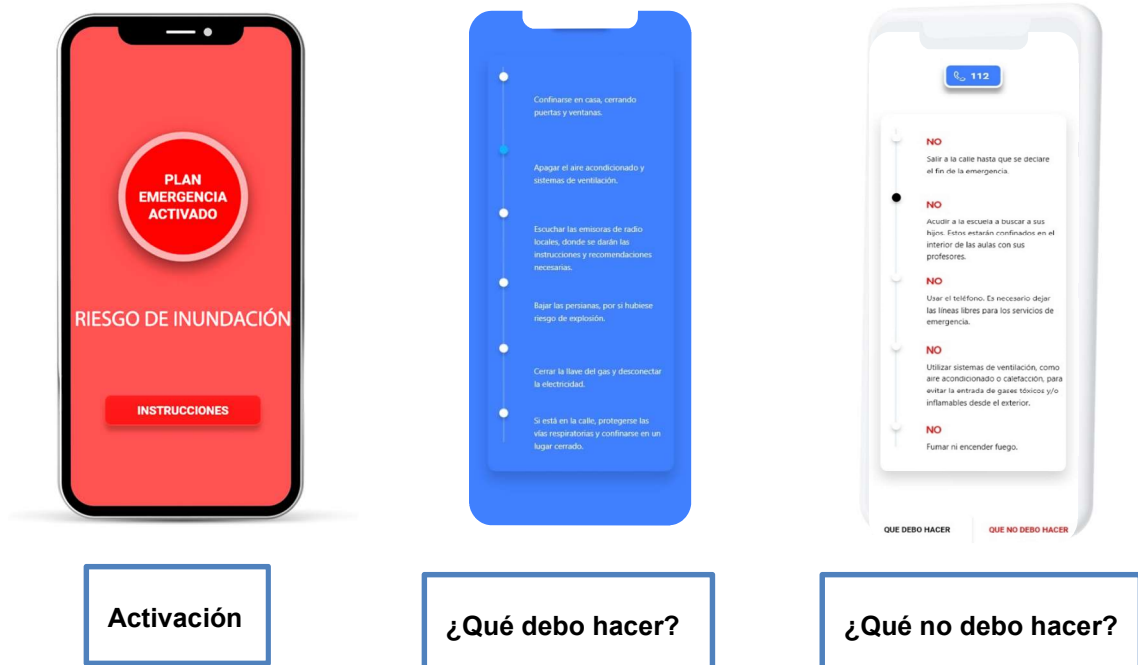 PLAN
EMERGENCIA
ACTIVADO
RIESGO DE INUNDACIÓN
INSTRUCCIONES
Activación
Confinarse en casa, cerrando
puertas y ventanas.
Apagar el aire acondicionado y
sistemas de ventilación.
Escuchar las emisoras de radio
locales, donde se darán las
instrucciones y recomendaciones
necesarias.
Bajar las persianas, por si hubiese
riesgo de explosión.
Cerrar la llave del gas y desconectar
la electricidad.
Si está en la calle, protegerse las
vías respiratorias y confinarse en un
lugar cerrado.
¿Qué debo hacer?
112
NO
Salir a la calle hasta que se declare
el fin de la emergencia.
NO
Acudir a la escuela a buscar a sus
hijos. Estos estarán confinados en el
interior de las aulas con sus
profesores.
NO
Usar el teléfono. Es necesario dejar
las líneas libres para los servicios de
emergencia.
NO
Utilizar sistemas de ventilación, como
aire acondicionado o calefacción, para
evitar la entrada de gases tóxicos y/o
inflamables desde el exterior.
NO
Fumar ni encender fuego.
QUE DEBO HACER
QUE NO DEBO HACER
¿Qué no debo hacer?